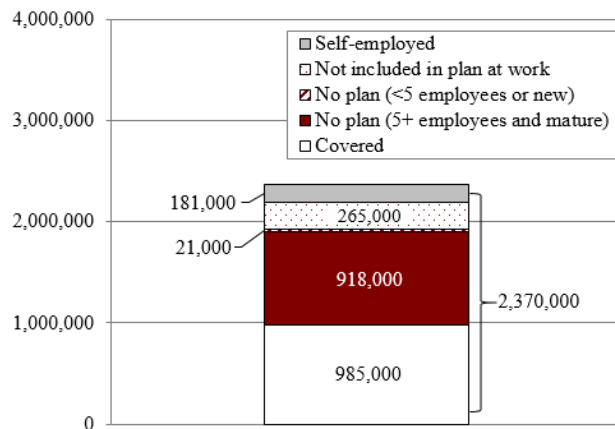 4,000,000
Self-employed
Not included in plan at work
No plan (<5 employees or new)
No plan (5+ employees and mature)
Covered
3,000,000
181,000
265,000
2,000,000
21,000
918,000
2,370,000
1,000,000
985,000
0